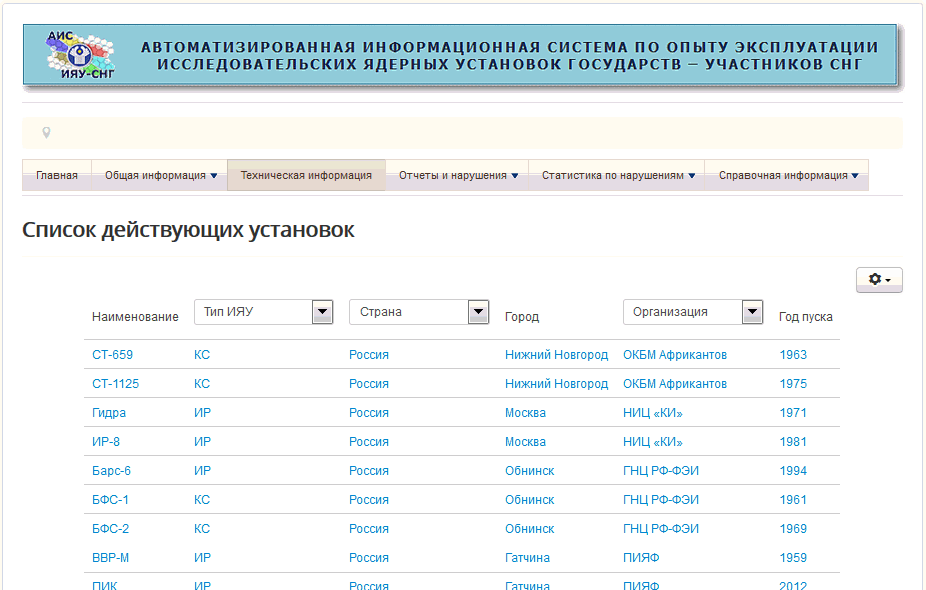 АИС
ИЯУ-СНГ
АВТОМАТИЗИРОВАННАЯ ИНФОРМАЦИОННАЯ СИСТЕМА ПО ОПЫТУ ЭКСПЛУАТАЦИИ
ИССЛЕДОВАТЕЛЬСКИХ ЯДЕРНЫХ УСТАНОВОК ГОСУДАРСТВ – УЧАСТНИКОВ СНГ
Главная Общая информация Техническая информация Отчеты и нарушения Статистика по нарушениям Справочная информация
Список действующих установок
Наименование Тип ИЯУ Страна Город Организация Год пуска
СТ-659 КС Россия Нижний Новгород ОКБМ Африкантов 1963
СТ-1125 КС Россия Нижний Новгород ОКБМ Африкантов 1975
Гидра ИР Россия Москва НИЦ «КИ» 1971
ИР-8 ИР Россия Москва НИЦ «КИ» 1981
Барс-6 ИР Россия Обнинск ГНЦ РФ-ФЭИ 1994
БФС-1 КС Россия Обнинск ГНЦ РФ-ФЭИ 1961
БФС-2 КС Россия Обнинск ГНЦ РФ-ФЭИ 1969
ВВР-М ИР Россия Гатчина ПИЯФ 1959
ПИК ИР Россия Гатчина ПИЯФ 2012